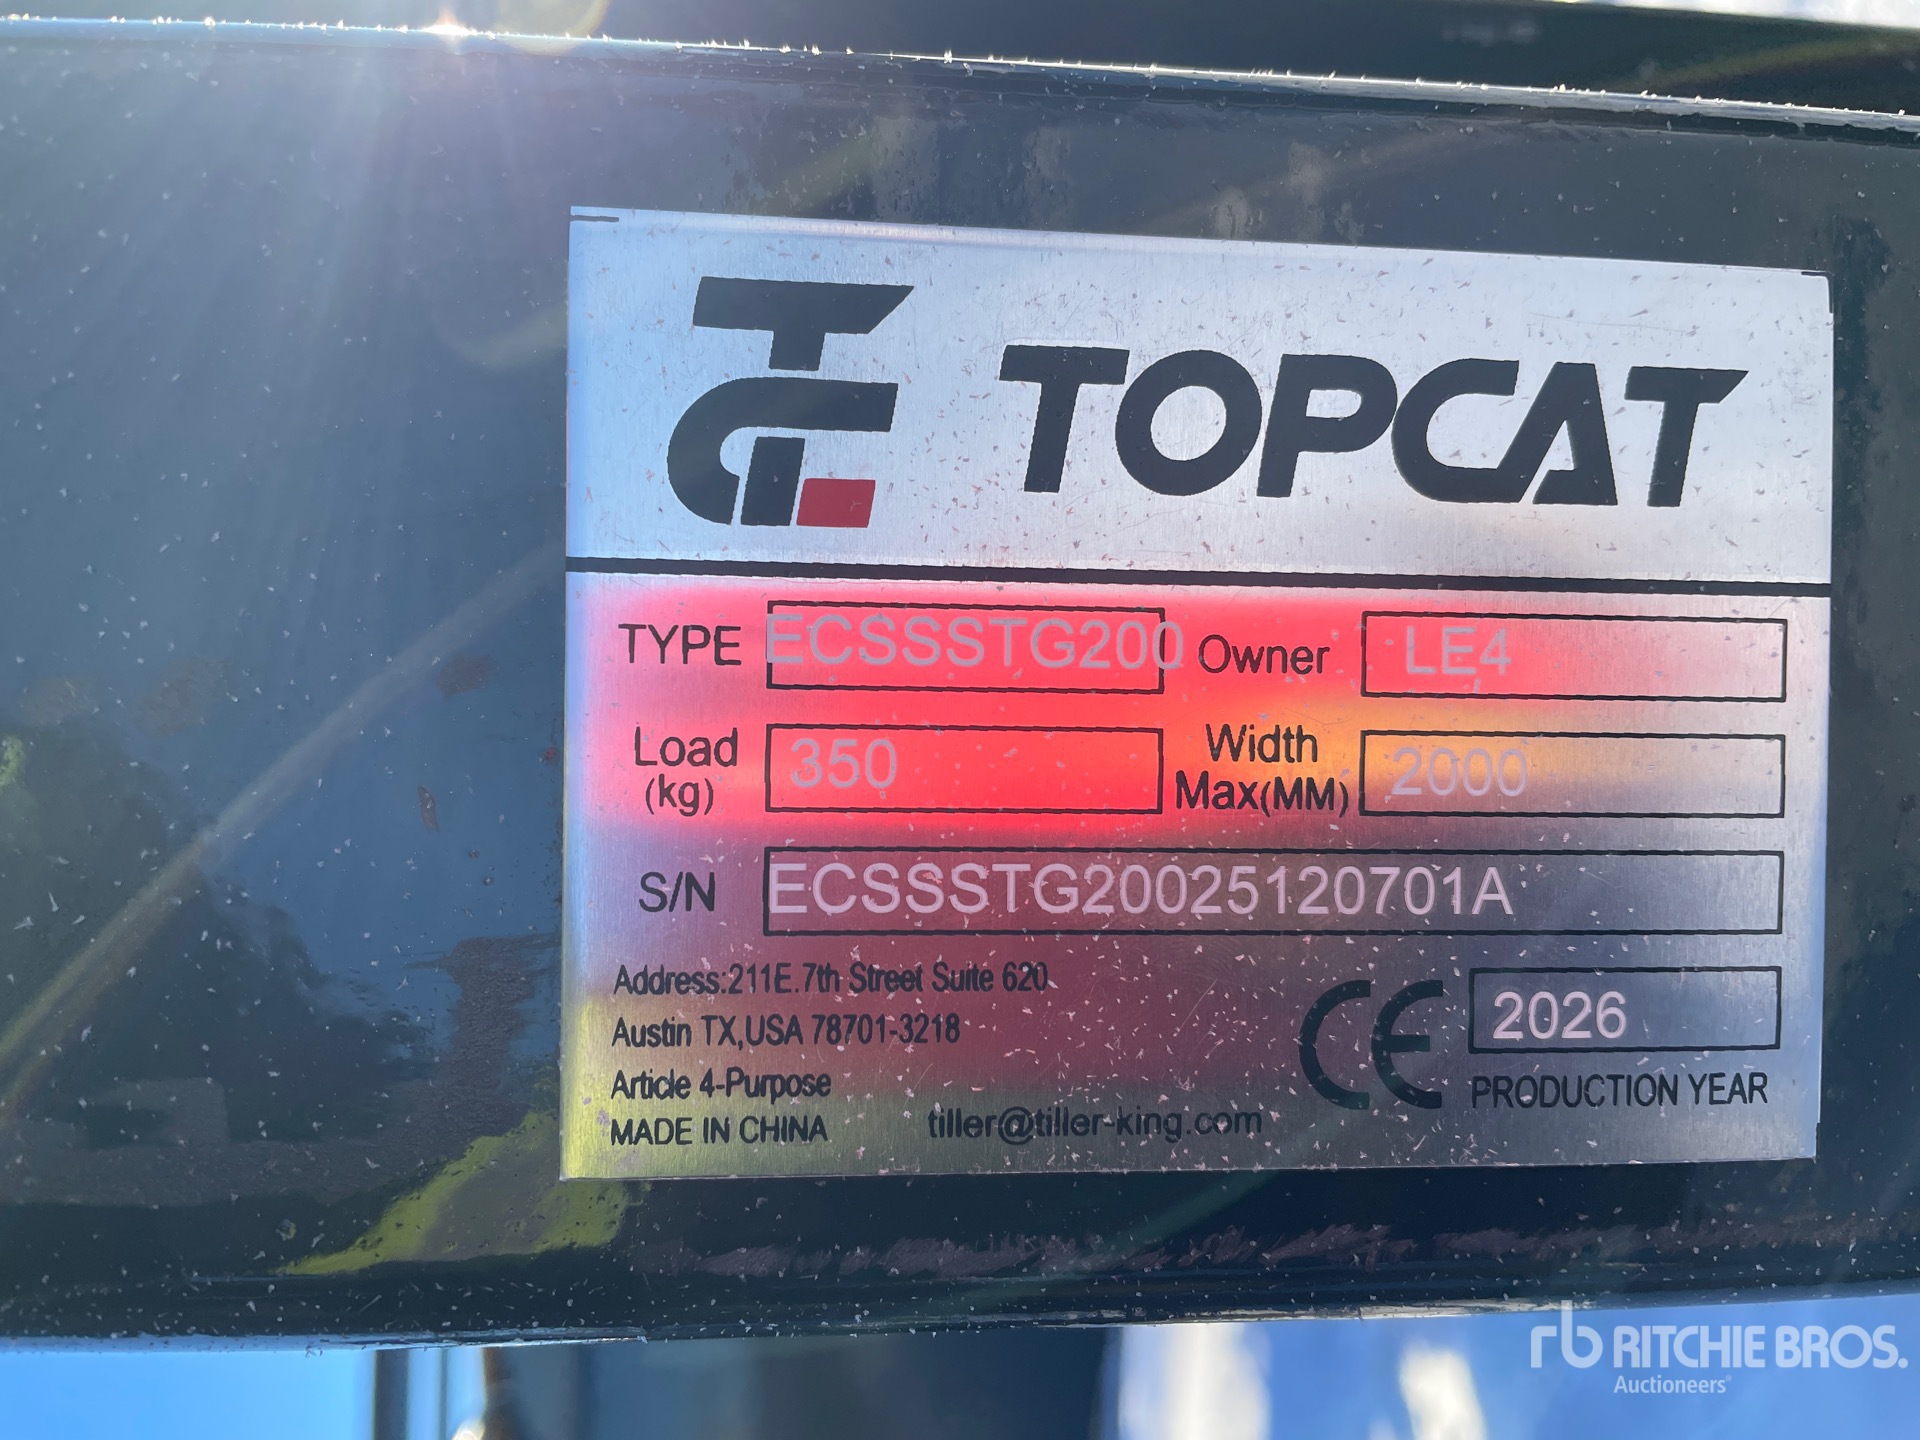 TOPCAT
TYPE ECSSSTG200 Owner LE4
Load (kg) 350 Width Max(MM) 2000
S/N ECSSSTG20025120701A
Address:211E.7th Street Suite 620,
Austin TX,USA 78701-3218
Article 4-Purpose
MADE IN CHINA tiller@tiller-king.com
CE 2026
PRODUCTION YEAR
rb RITCHIE BROS.
Auctioneers